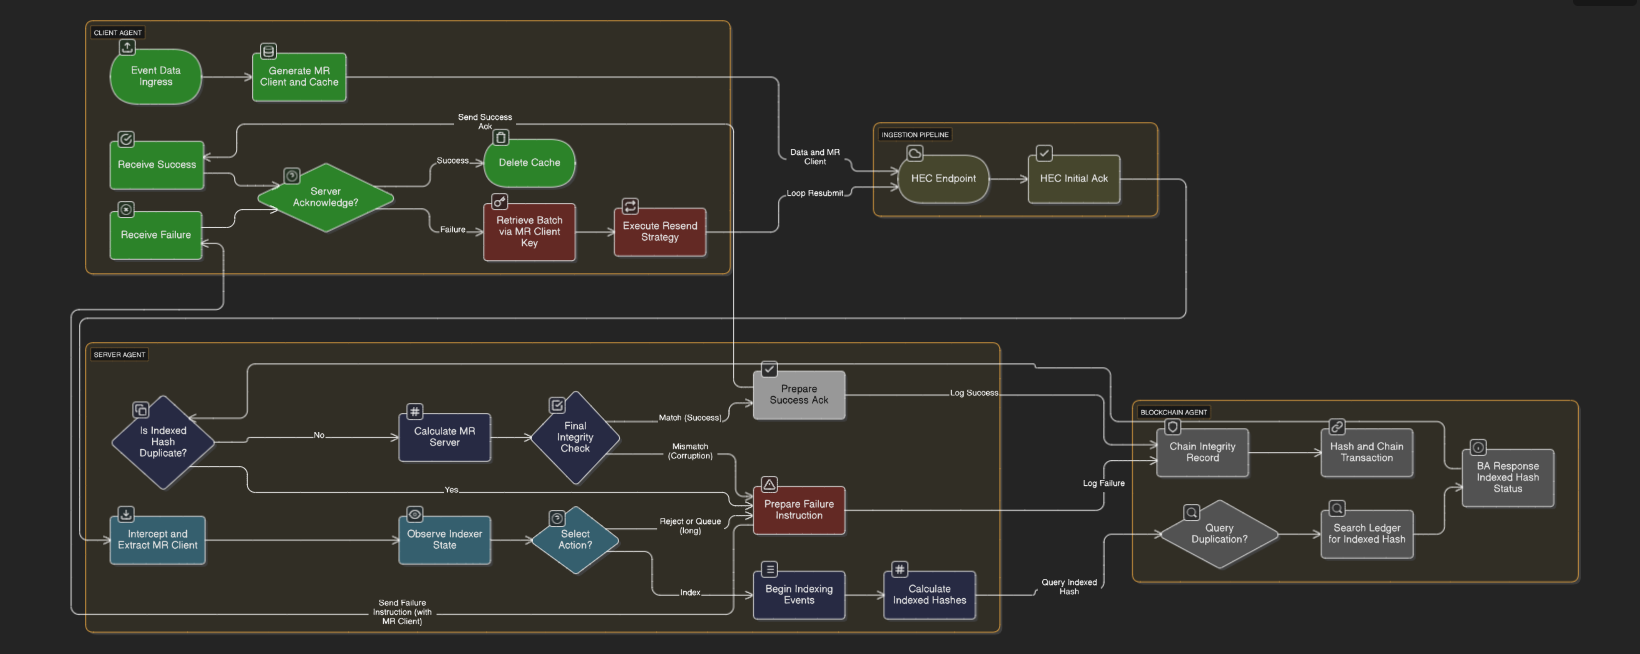 CLIENT AGENT
Event Data
Ingress
Generate MR
Client and Cache
Send Success
Ack
Receive Success
Server
Acknowledge?
Success
Delete Cache
Receive Failure
Failure
Retrieve Batch
via MR Client
Key
Execute Resend
Strategy
Data and MR
Client
Loop Resubmit
INGESTION PIPELINE
HEC Endpoint
HEC Initial Ack
SERVER AGENT
Is Indexed
Hash
Duplicate?
No
Calculate MR
Server
Final
Integrity
Check
Match (Success)
Mismatch
(Corruption)
Prepare
Success Ack
Log Success
Yes
Prepare Failure
Instruction
Log Failure
Intercept and
Extract MR Client
Observe Indexer
State
Select
Action?
Reject or Queue
(long)
Index
Begin Indexing
Events
Calculate
Indexed Hashes
Query Indexed
Hash
Send Failure
Instruction (with
MR Client)
BLOCKCHAIN AGENT
Chain Integrity
Record
Hash and Chain
Transaction
BA Response
Indexed Hash
Status
Query
Duplication?
Search Ledger
for Indexed Hash